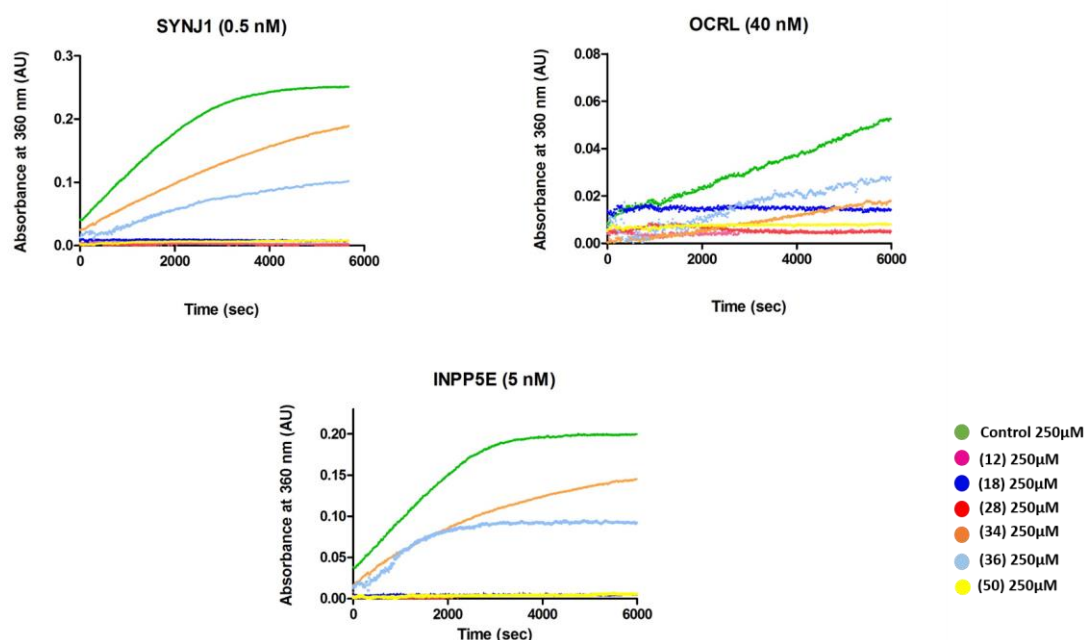 SYNJ1 (0.5 nM)
Absorbance at 360 nm (AU)
0.3
0.2
0.1
0.0
0 2000 4000 6000
Time (sec)
OCRL (40 nM)
Absorbance at 360 nm (AU)
0.08
0.06
0.04
0.02
0.00
0 2000 4000 6000
Time (sec)
INPP5E (5 nM)
Absorbance at 360 nm (AU)
0.20
0.15
0.10
0.05
0.00
0 2000 4000 6000
Time (sec)
Control 250μM
(12) 250μM
(18) 250μM
(28) 250μM
(34) 250μM
(36) 250μM
(50) 250μM